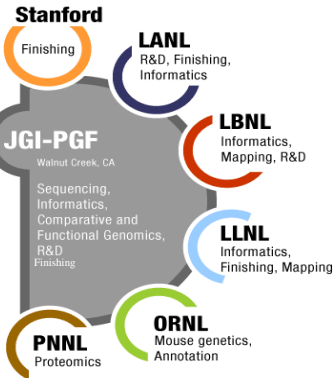 Stanford
Finishing
LANL
R&D, Finishing,
Informatics
LBNL
Informatics,
Mapping, R&D
JGI-PGF
Walnut Creek, CA
Sequencing,
Informatics,
Comparative and
Functional Genomics,
R&D
Finishing
LLNL
Informatics,
Finishing, Mapping
ORNL
Mouse genetics,
Annotation
PNNL
Proteomics